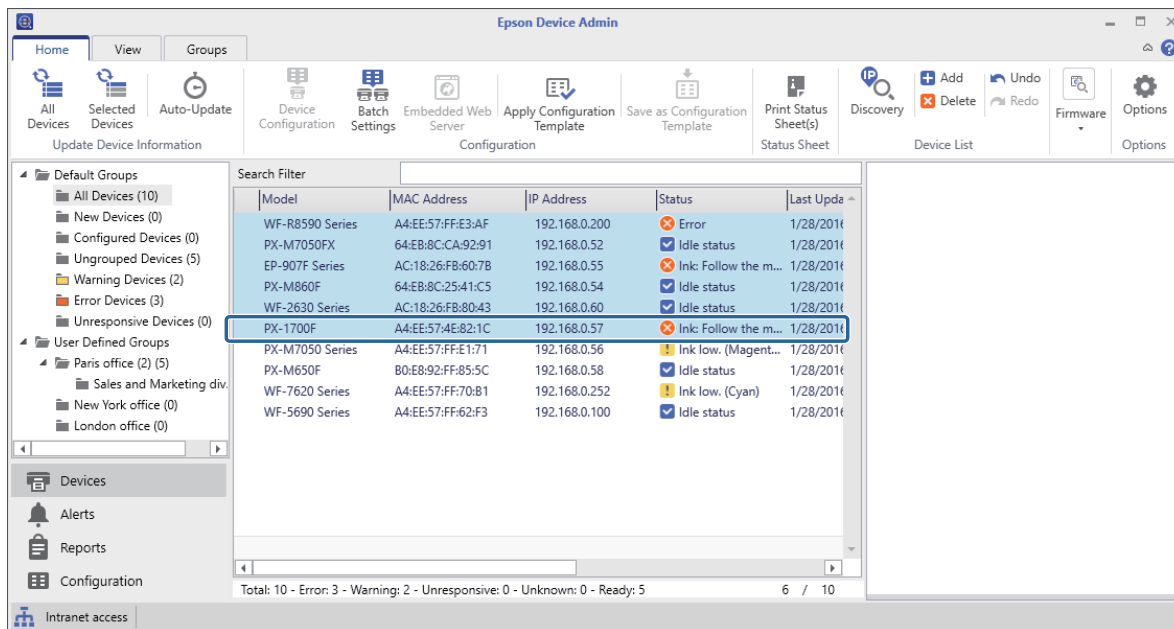 Epson Device Admin
Home View Groups
All Devices
Selected Devices
Auto-Update
Update Device Information
Device Configuration
Batch Settings
Embedded Web Server
Apply Configuration Template
Save as Configuration Template
Configuration
Print Status Sheet(s)
Status Sheet
IP
Discovery
Add
Delete
Undo
Redo
Device List
Firmware
Options
Options
Default Groups
All Devices (10)
New Devices (0)
Configured Devices (0)
Ungrouped Devices (5)
Warning Devices (2)
Error Devices (3)
Unresponsive Devices (0)
User Defined Groups
Paris office (2) (5)
Sales and Marketing div.
New York office (0)
London office (0)
Devices
Alerts
Reports
Configuration
Search Filter
Model MAC Address IP Address Status Last Upda
WF-R8590 Series A4:EE:57:FF:E3:AF 192.168.0.200 Error 1/28/2016
PX-M7050FX 64:EB:8C:CA:92:91 192.168.0.52 Idle status 1/28/2016
EP-907F Series AC:18:26:FB:60:7B 192.168.0.55 Ink: Follow the m... 1/28/2016
PX-M860F 64:EB:8C:25:41:C5 192.168.0.54 Idle status 1/28/2016
WF-2630 Series AC:18:26:FB:80:43 192.168.0.60 Idle status 1/28/2016
PX-1700F A4:EE:57:4E:82:1C 192.168.0.57 Ink: Follow the m... 1/28/2016
PX-M7050 Series A4:EE:57:FF:E1:71 192.168.0.56 Ink low. (Magent... 1/28/2016
PX-M650F B0:E8:92:FF:85:5C 192.168.0.58 Idle status 1/28/2016
WF-7620 Series A4:EE:57:FF:70:B1 192.168.0.252 Ink low. (Cyan) 1/28/2016
WF-5690 Series A4:EE:57:FF:62:F3 192.168.0.100 Idle status 1/28/2016
Total: 10 - Error: 3 - Warning: 2 - Unresponsive: 0 - Unknown: 0 - Ready: 5 6 / 10
Intranet access